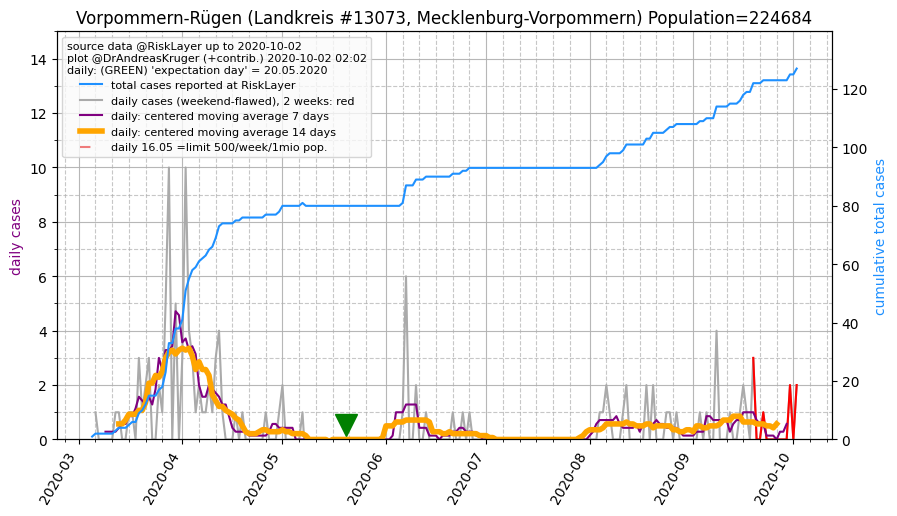 Vorpommern-Rügen (Landkreis #13073, Mecklenburg-Vorpommern) Population=224684
source data @RiskLayer up to 2020-10-02
plot @DrAndreasKruger (+contrib.) 2020-10-02 02:02
daily: (GREEN) 'expectation day' = 20.05.2020
total cases reported at RiskLayer
daily cases (weekend-flawed), 2 weeks: red
daily: centered moving average 7 days
daily: centered moving average 14 days
daily 16.05 =limit 500/week/1mio pop.
daily cases
14
12
10
8
6
4
2
0
cumulative total cases
120
100
80
60
40
20
0
2020-03
2020-04
2020-05
2020-06
2020-07
2020-08
2020-09
2020-10